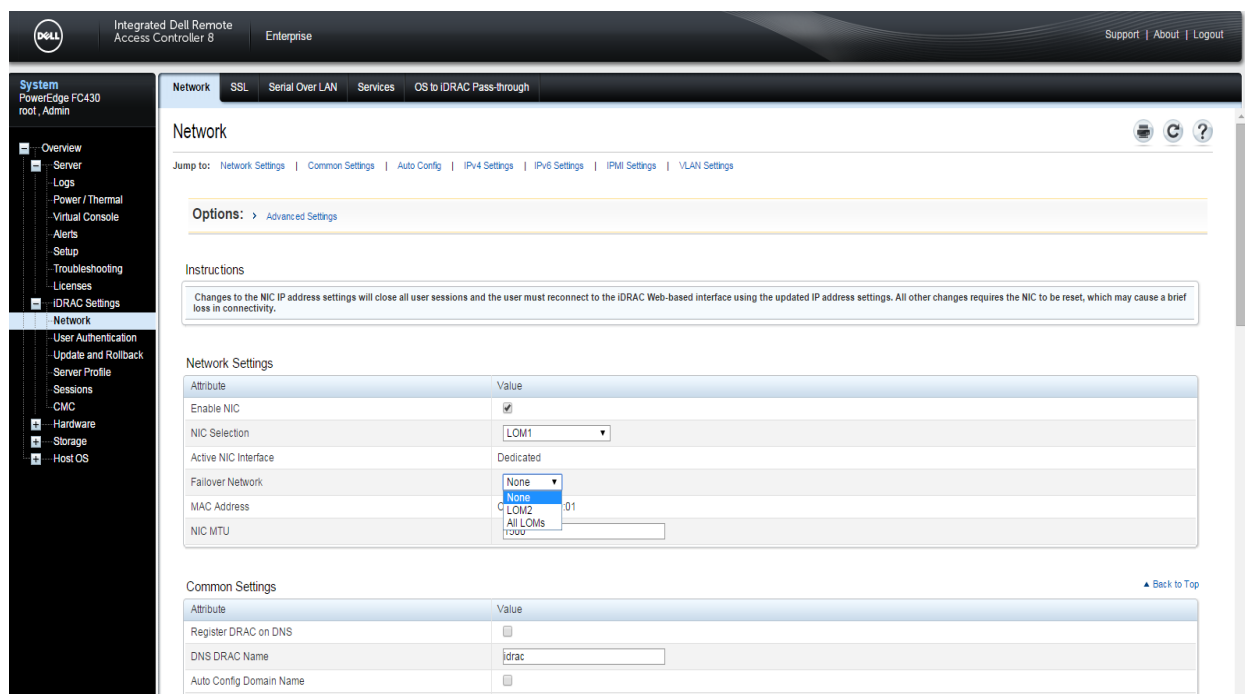 DELL
Integrated Dell Remote
Access Controller 8
Enterprise
Support | About | Logout
System
PowerEdge FC430
root , Admin
Overview
Server
Logs
Power / Thermal
Virtual Console
Alerts
Setup
Troubleshooting
Licenses
iDRAC Settings
Network
User Authentication
Update and Rollback
Server Profile
Sessions
CMC
Hardware
Storage
Host OS
Network SSL Serial Over LAN Services OS to iDRAC Pass-through
Network
Jump to: Network Settings | Common Settings | Auto Config | IPv4 Settings | IPv6 Settings | IPMI Settings | VLAN Settings
Options: › Advanced Settings
Instructions
Changes to the NIC IP address settings will close all user sessions and the user must reconnect to the iDRAC Web-based interface using the updated IP address settings. All other changes requires the NIC to be reset, which may cause a brief
loss in connectivity.
Network Settings
Attribute Value
Enable NIC
NIC Selection LOM1
Active NIC Interface Dedicated
Failover Network None
None
MAC Address :01
LOM2
All LOMs
NIC MTU 1500
Common Settings
▲ Back to Top
Attribute Value
Register DRAC on DNS
DNS DRAC Name idrac
Auto Config Domain Name